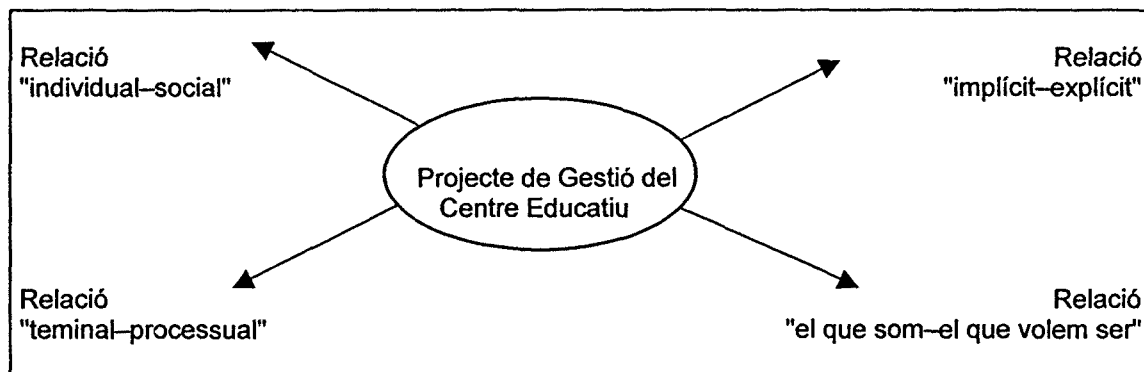 Relació
"individual–social"
Relació
"implícit–explícit"
Projecte de Gestió del
Centre Educatiu
Relació
"teminal–processual"
Relació
"el que som–el que volem ser"